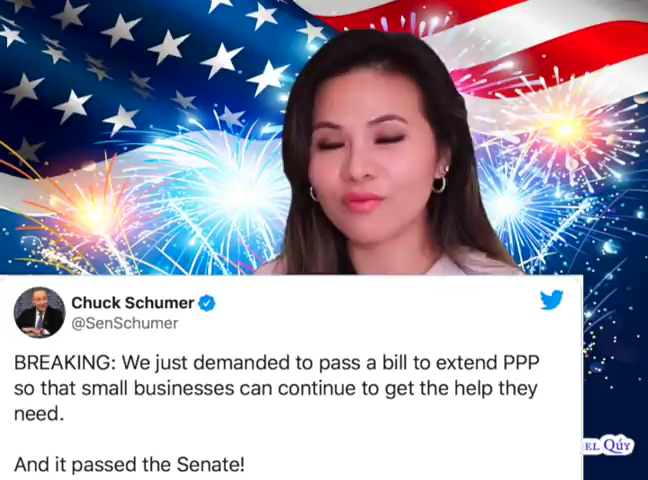 Chuck Schumer
@SenSchumer
BREAKING: We just demanded to pass a bill to extend PPP
so that small businesses can continue to get the help they
need.
And it passed the Senate!
EL Qúy